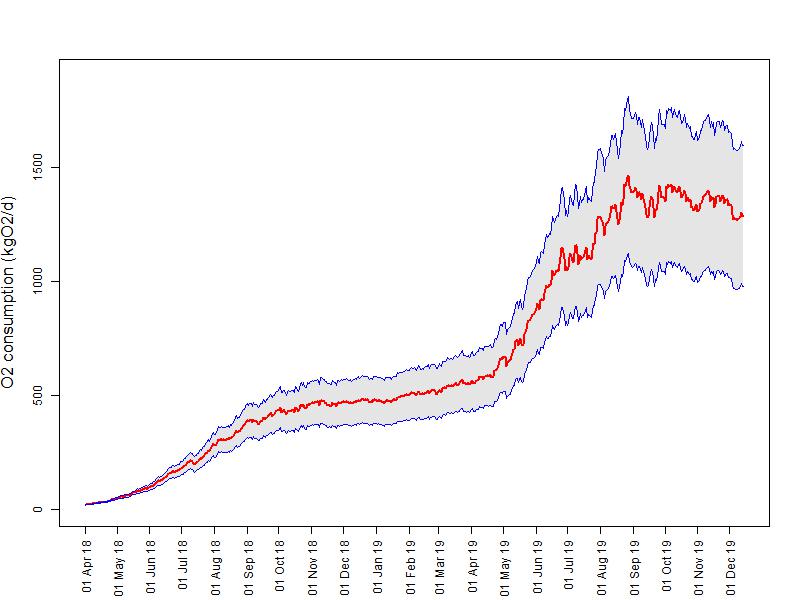 O2 consumption (kgO2/d)
1500
1000
500
0
01 Apr 18
01 May 18
01 Jun 18
01 Jul 18
01 Aug 18
01 Sep 18
01 Oct 18
01 Nov 18
01 Dec 18
01 Jan 19
01 Feb 19
01 Mar 19
01 Apr 19
01 May 19
01 Jun 19
01 Jul 19
01 Aug 19
01 Sep 19
01 Oct 19
01 Nov 19
01 Dec 19